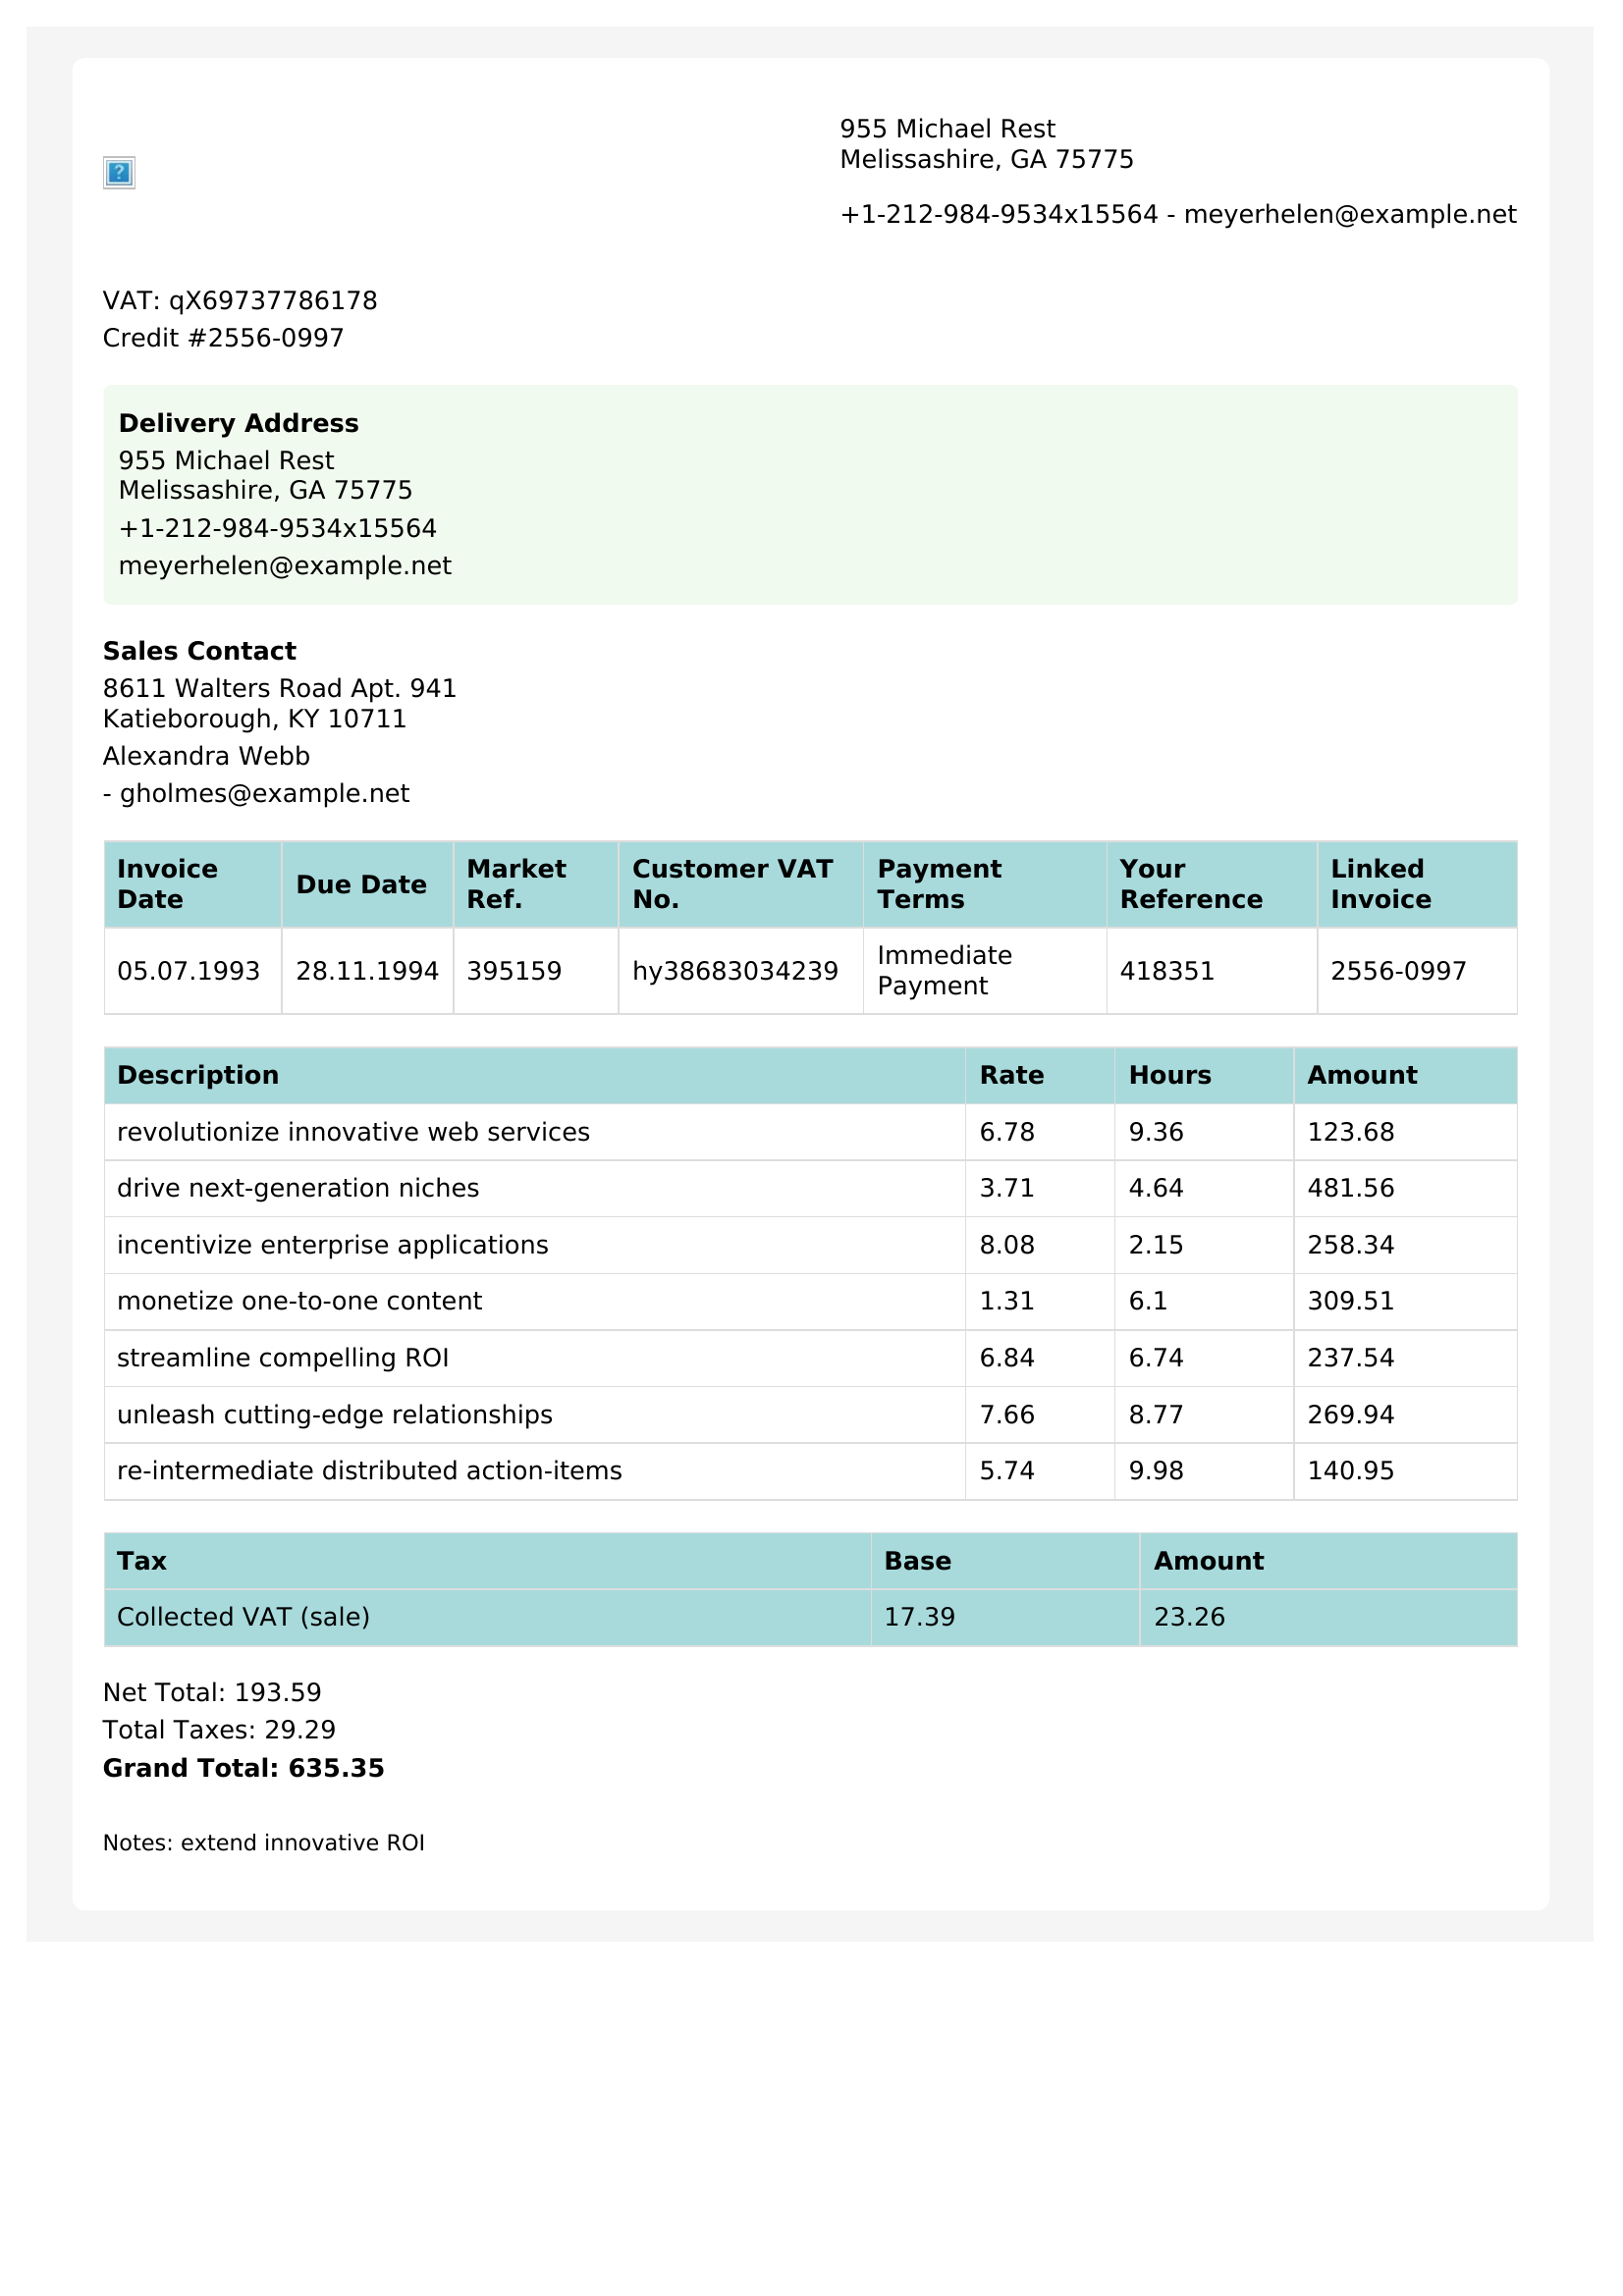 955 Michael Rest
Melissashire, GA 75775
+1-212-984-9534x15564 - meyerhelen@example.net
VAT: qX69737786178
Credit #2556-0997
Delivery Address
955 Michael Rest
Melissashire, GA 75775
+1-212-984-9534x15564
meyerhelen@example.net
Sales Contact
8611 Walters Road Apt. 941
Katieborough, KY 10711
Alexandra Webb
- gholmes@example.net
Invoice Date Due Date Market Ref. Customer VAT No. Payment Terms Your Reference Linked Invoice
05.07.1993 28.11.1994 395159 hy38683034239 Immediate Payment 418351 2556-0997
Description Rate Hours Amount
revolutionize innovative web services 6.78 9.36 123.68
drive next-generation niches 3.71 4.64 481.56
incentivize enterprise applications 8.08 2.15 258.34
monetize one-to-one content 1.31 6.1 309.51
streamline compelling ROI 6.84 6.74 237.54
unleash cutting-edge relationships 7.66 8.77 269.94
re-intermediate distributed action-items 5.74 9.98 140.95
Tax Base Amount
Collected VAT (sale) 17.39 23.26
Net Total: 193.59
Total Taxes: 29.29
Grand Total: 635.35
Notes: extend innovative ROI